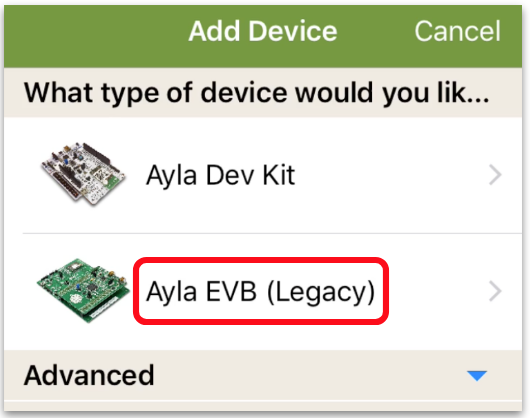 Add Device
Cancel
What type of device would you lik...
Ayla Dev Kit
Ayla EVB (Legacy)
Advanced